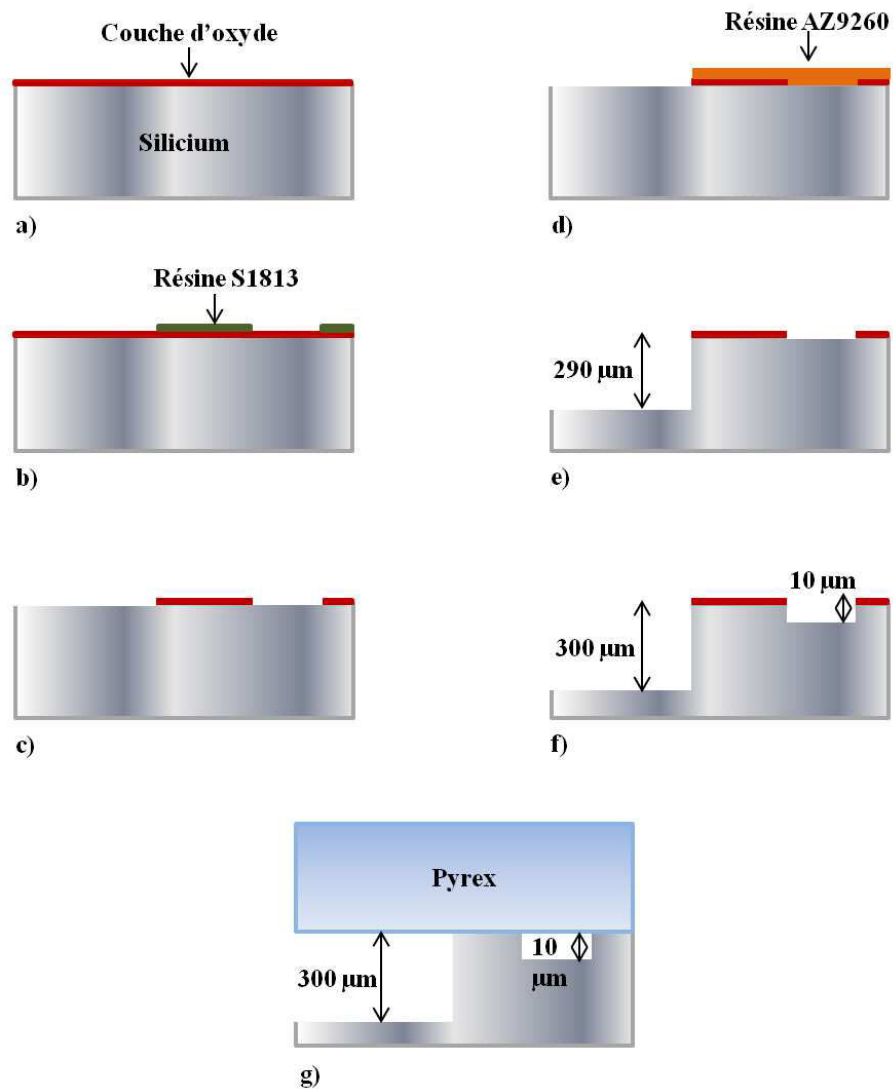 Couche d'oxyde
Silicium
a)
Résine AZ9260
d)
Résine S1813
b)
290 µm
e)
c)
10 µm
300 µm
f)
Pyrex
10
µm
300 µm
g)